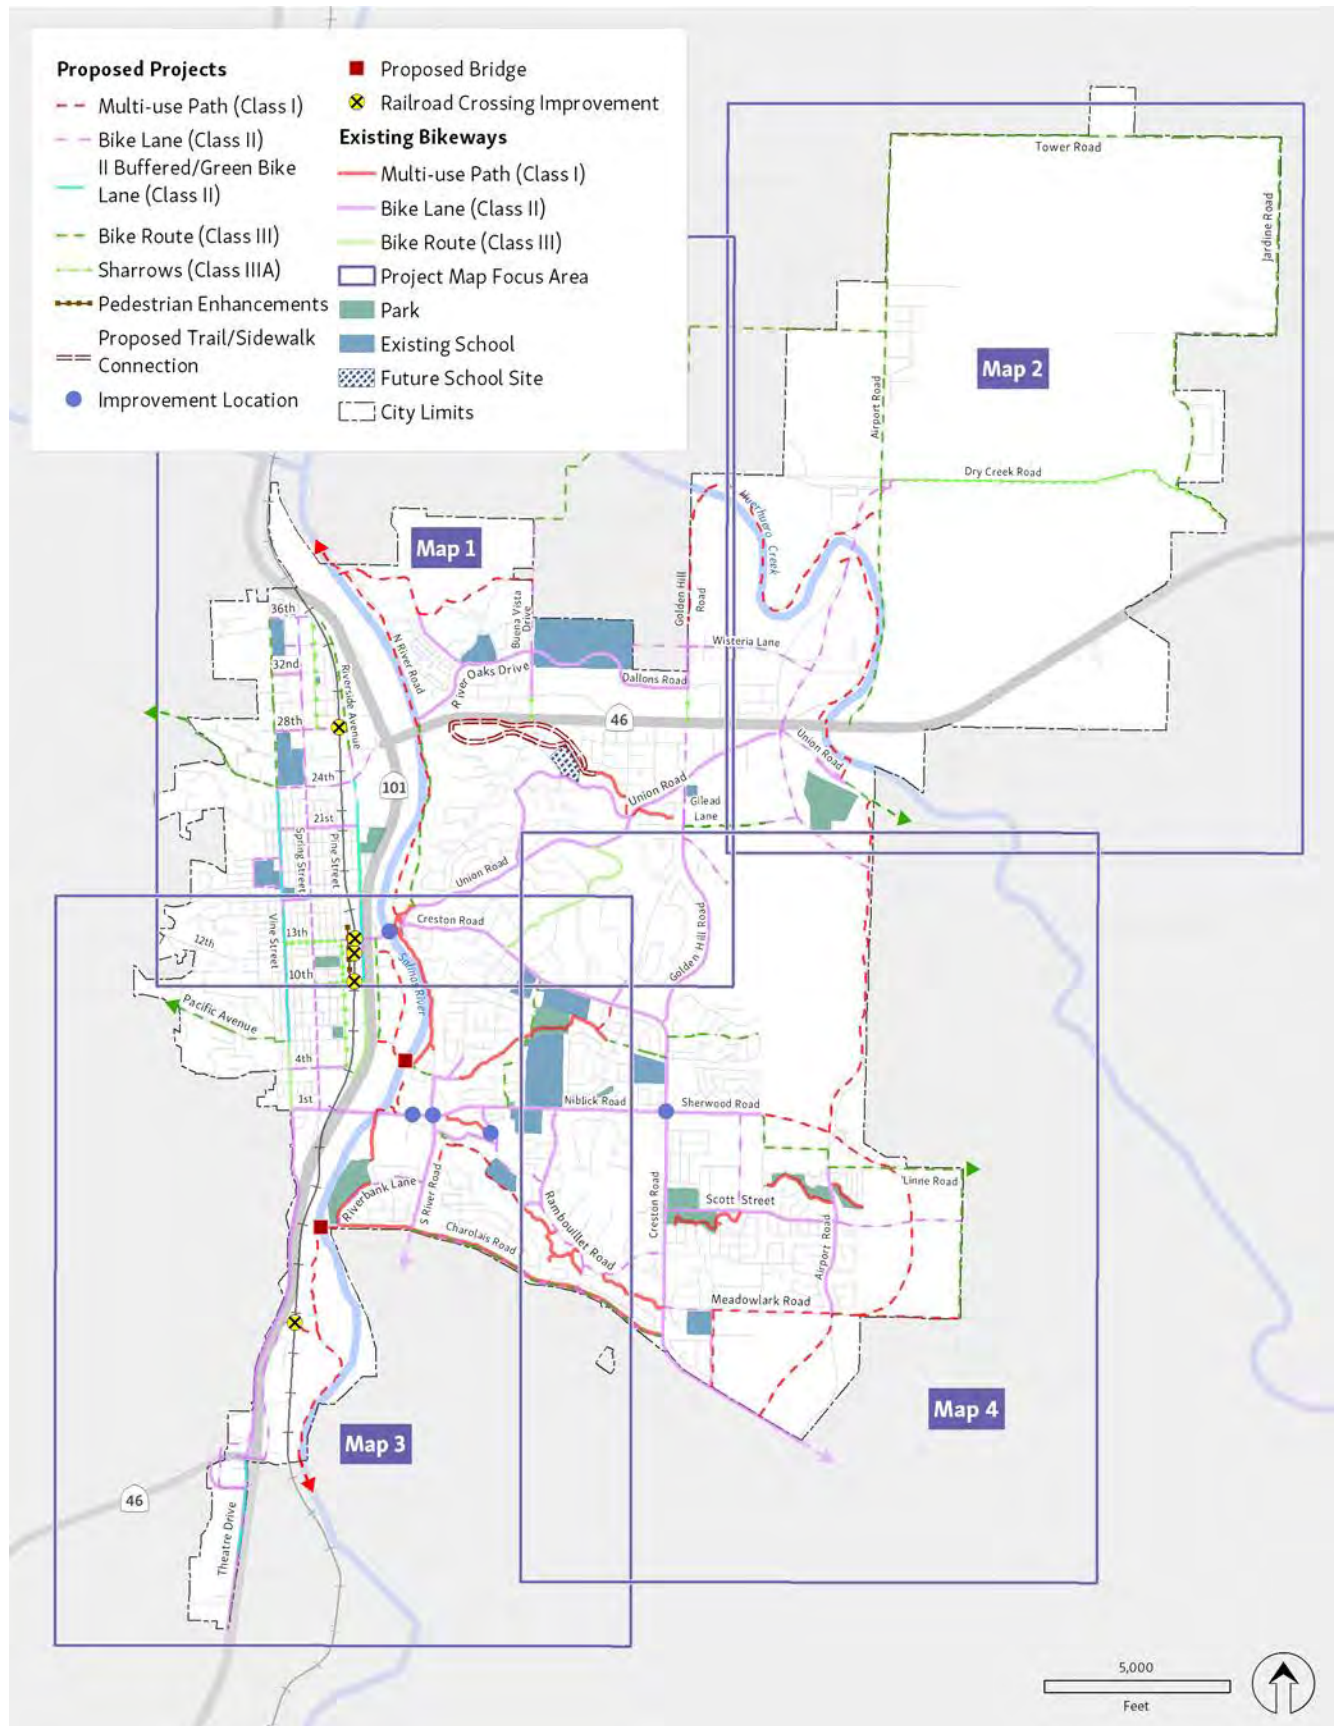 Proposed Projects
Multi-use Path (Class I)
Bike Lane (Class II)
II Buffered/Green Bike
Lane (Class II)
Bike Route (Class III)
Sharrows (Class IIIA)
Pedestrian Enhancements
Proposed Trail/Sidewalk
Connection
Improvement Location
Proposed Bridge
Railroad Crossing Improvement
Existing Bikeways
Multi-use Path (Class I)
Bike Lane (Class II)
Bike Route (Class III)
Project Map Focus Area
Park
Existing School
Future School Site
City Limits
Tower Road
Jardine Road
Map 2
Airport Road
Dry Creek Road
Huerhuero Creek
Map 1
Golden Hill
Road
Buena Vista
Drive
36th
N River Road
Wisteria Lane
32nd
Riverside Avenue
River Oaks Drive
Dallons Road
28th
46
Union Road
24th
101
Union Road
Gilead
Lane
21st
Spring Street
Pine Street
Union Road
Creston Road
Golden Hill Road
Vine Street
13th
12th
Salinas River
10th
Pacific Avenue
4th
1st
Niblick Road
Sherwood Road
Linne Road
Riverbank Lane
S River Road
Scott Street
Creston Road
Rambouillet Road
Charolais Road
Airport Road
Meadowlark Road
Map 4
Map 3
46
Theatre Drive
5,000
Feet